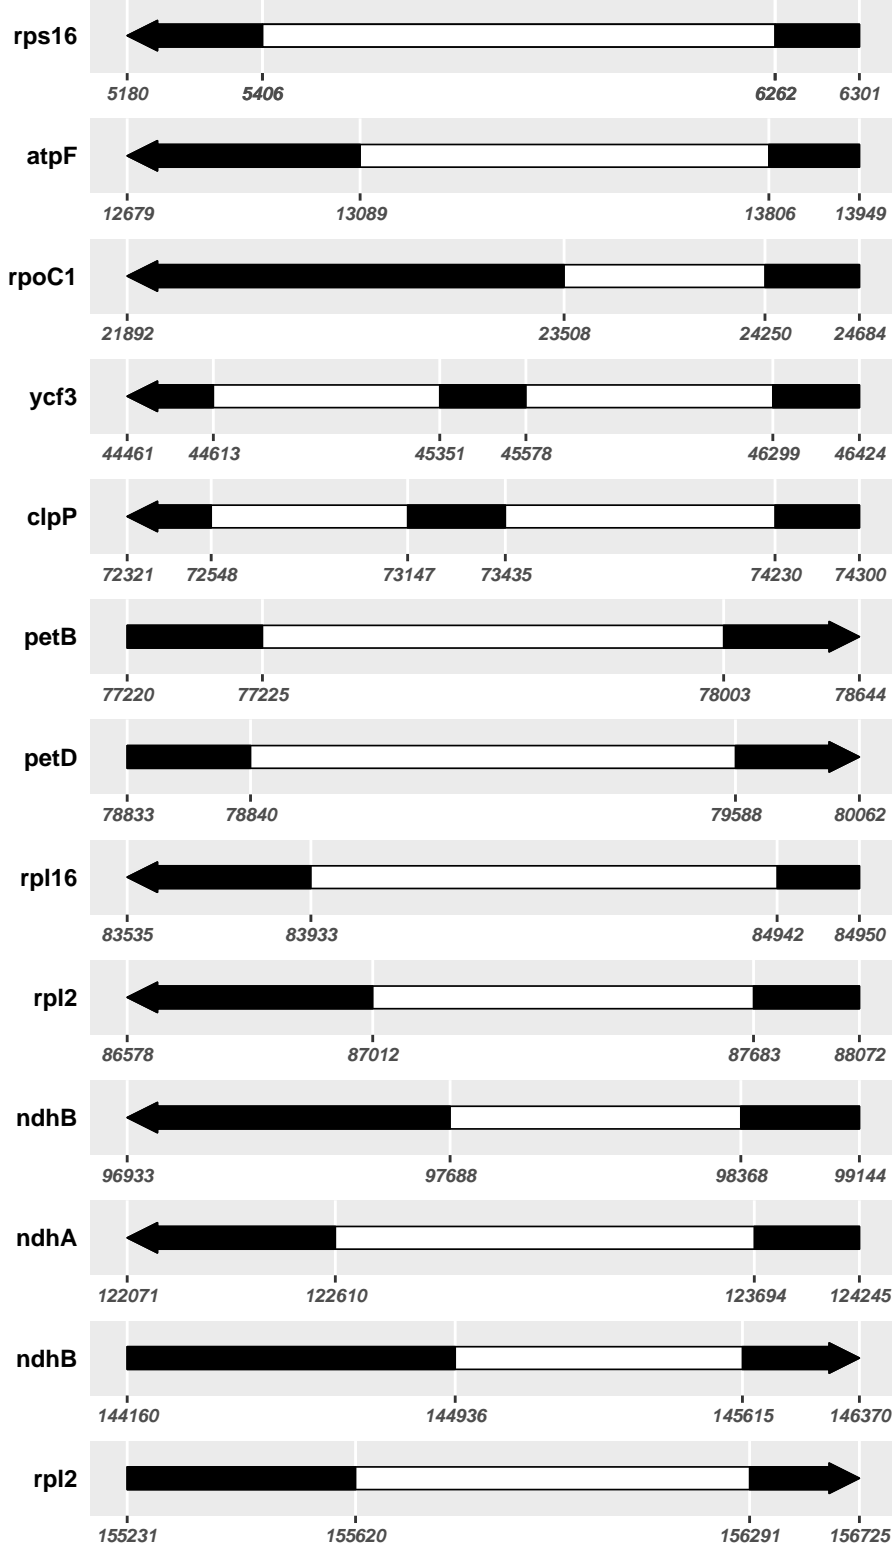 rps16
5180 5406 6262 6301
atpF
12679 13089 13806 13949
rpoC1
21892 23508 24250 24684
ycf3
44461 44613 45351 45578 46299 46424
clpP
72321 72548 73147 73435 74230 74300
petB
77220 77225 78003 78644
petD
78833 78840 79588 80062
rpl16
83535 83933 84942 84950
rpl2
86578 87012 87683 88072
ndhB
96933 97688 98368 99144
ndhA
122071 122610 123694 124245
ndhB
144160 144936 145615 146370
rpl2
155231 155620 156291 156725